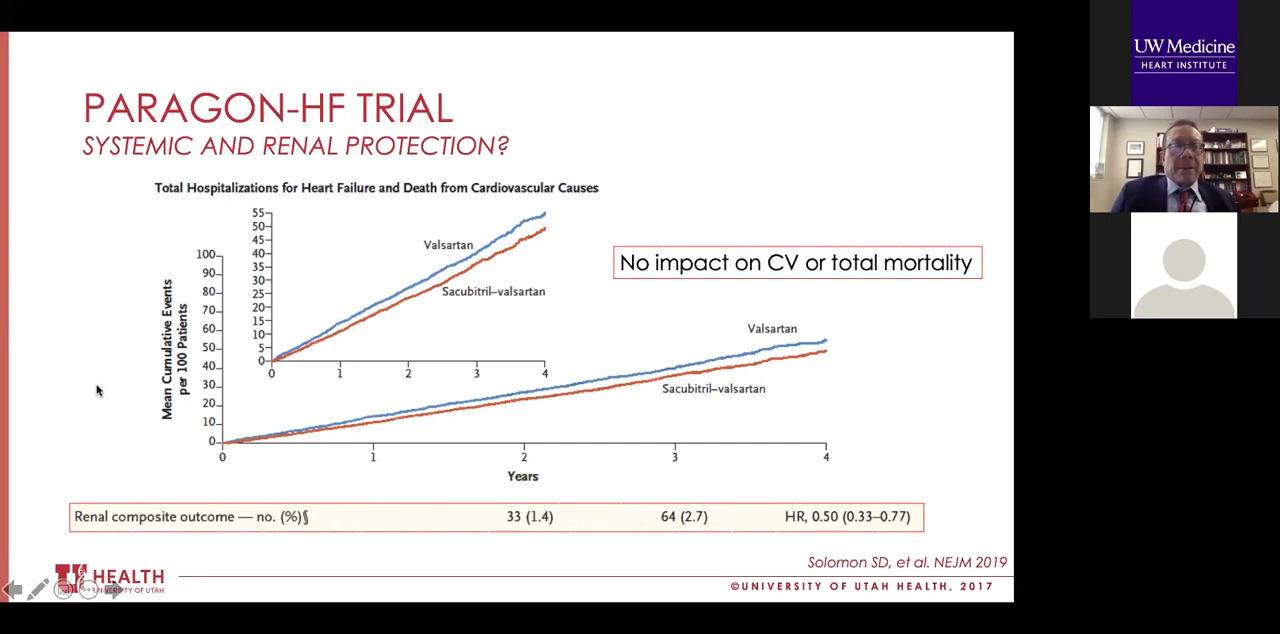 PARAGON-HF TRIAL
SYSTEMIC AND RENAL PROTECTION?
Total Hospitalizations for Heart Failure and Death from Cardiovascular Causes
Mean Cumulative Events
per 100 Patients
100
90
80
70
60
50
40
30
20
10
0
55
50
45
40
35
30
25
20
15
10
5
0
Valsartan
Sacubitril–valsartan
0 1 2 3 4
No impact on CV or total mortality
Valsartan
Sacubitril–valsartan
0 1 2 3 4
Years
Renal composite outcome — no. (%)§ 33 (1.4) 64 (2.7) HR, 0.50 (0.33–0.77)
Solomon SD, et al. NEJM 2019
HEALTH
UNIVERSITY OF UTAH
©UNIVERSITY OF UTAH HEALTH, 2017
UW Medicine
HEART INSTITUTE